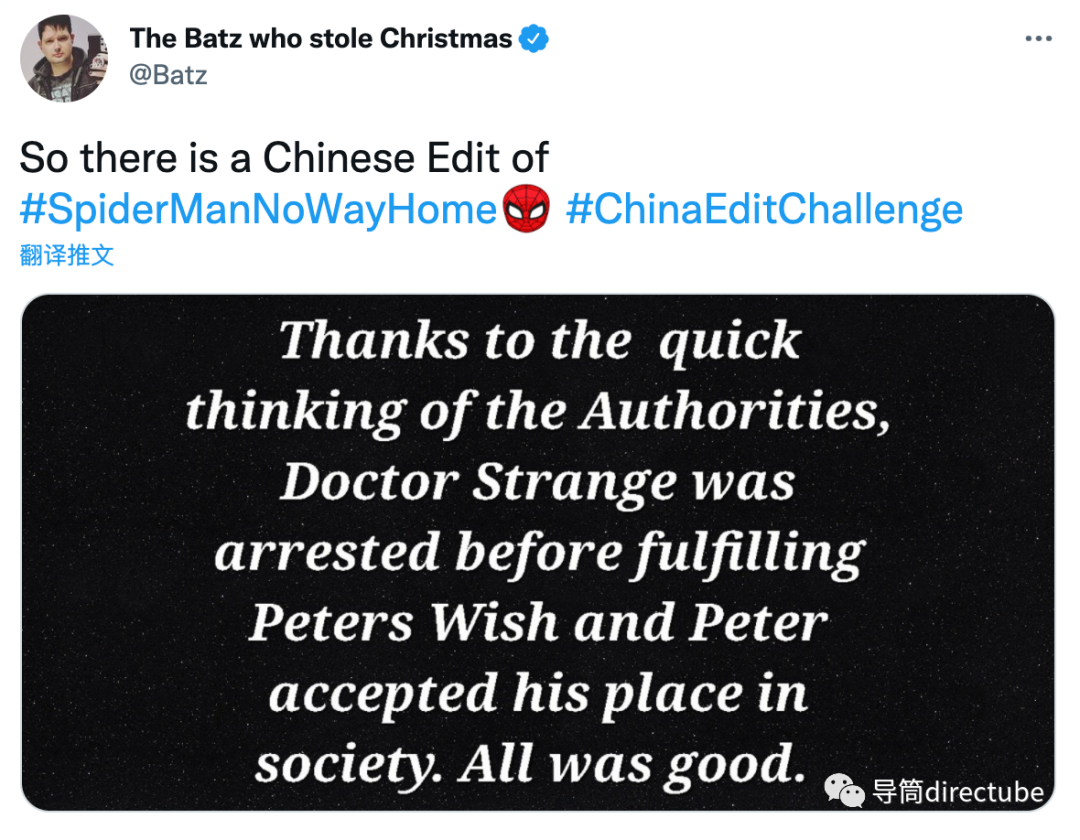 The Batz who stole Christmas
@Batz
So there is a Chinese Edit of
#SpiderManNoWayHome #ChinaEditChallenge
翻译推文
Thanks to the quick
thinking of the Authorities,
Doctor Strange was
arrested before fulfilling
Peters Wish and Peter
accepted his place in
society. All was good.
导筒directube